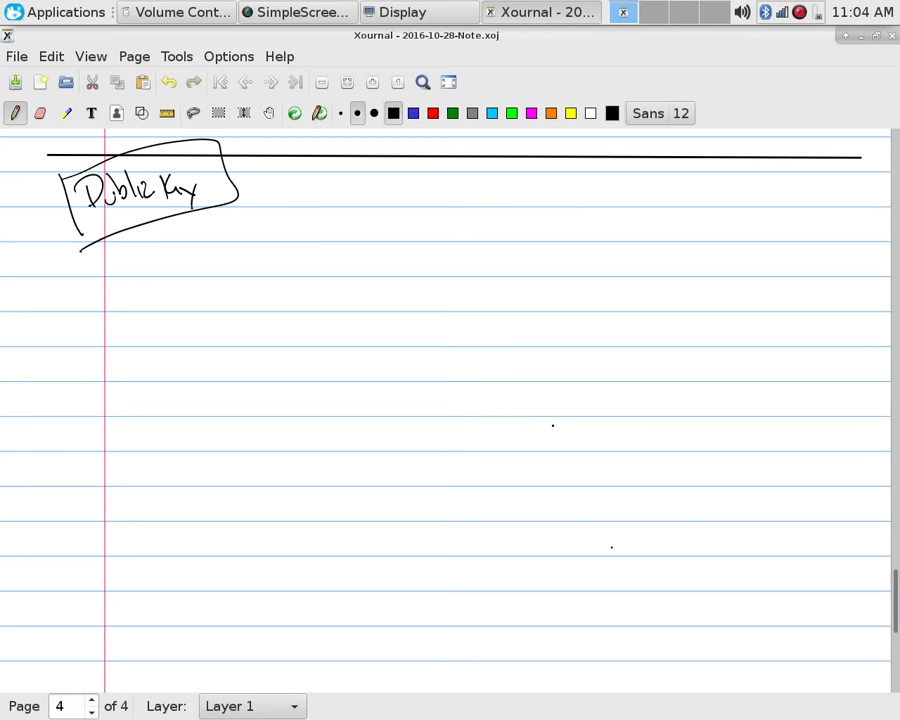 Applications
Volume Cont...
SimpleScree...
Display
Xournal - 20...
11:04 AM
Xournal - 2016-10-28-Note.xoj
File Edit View Page Tools Options Help
T
Sans 12
Public Key
Page 4 of 4 Layer: Layer 1